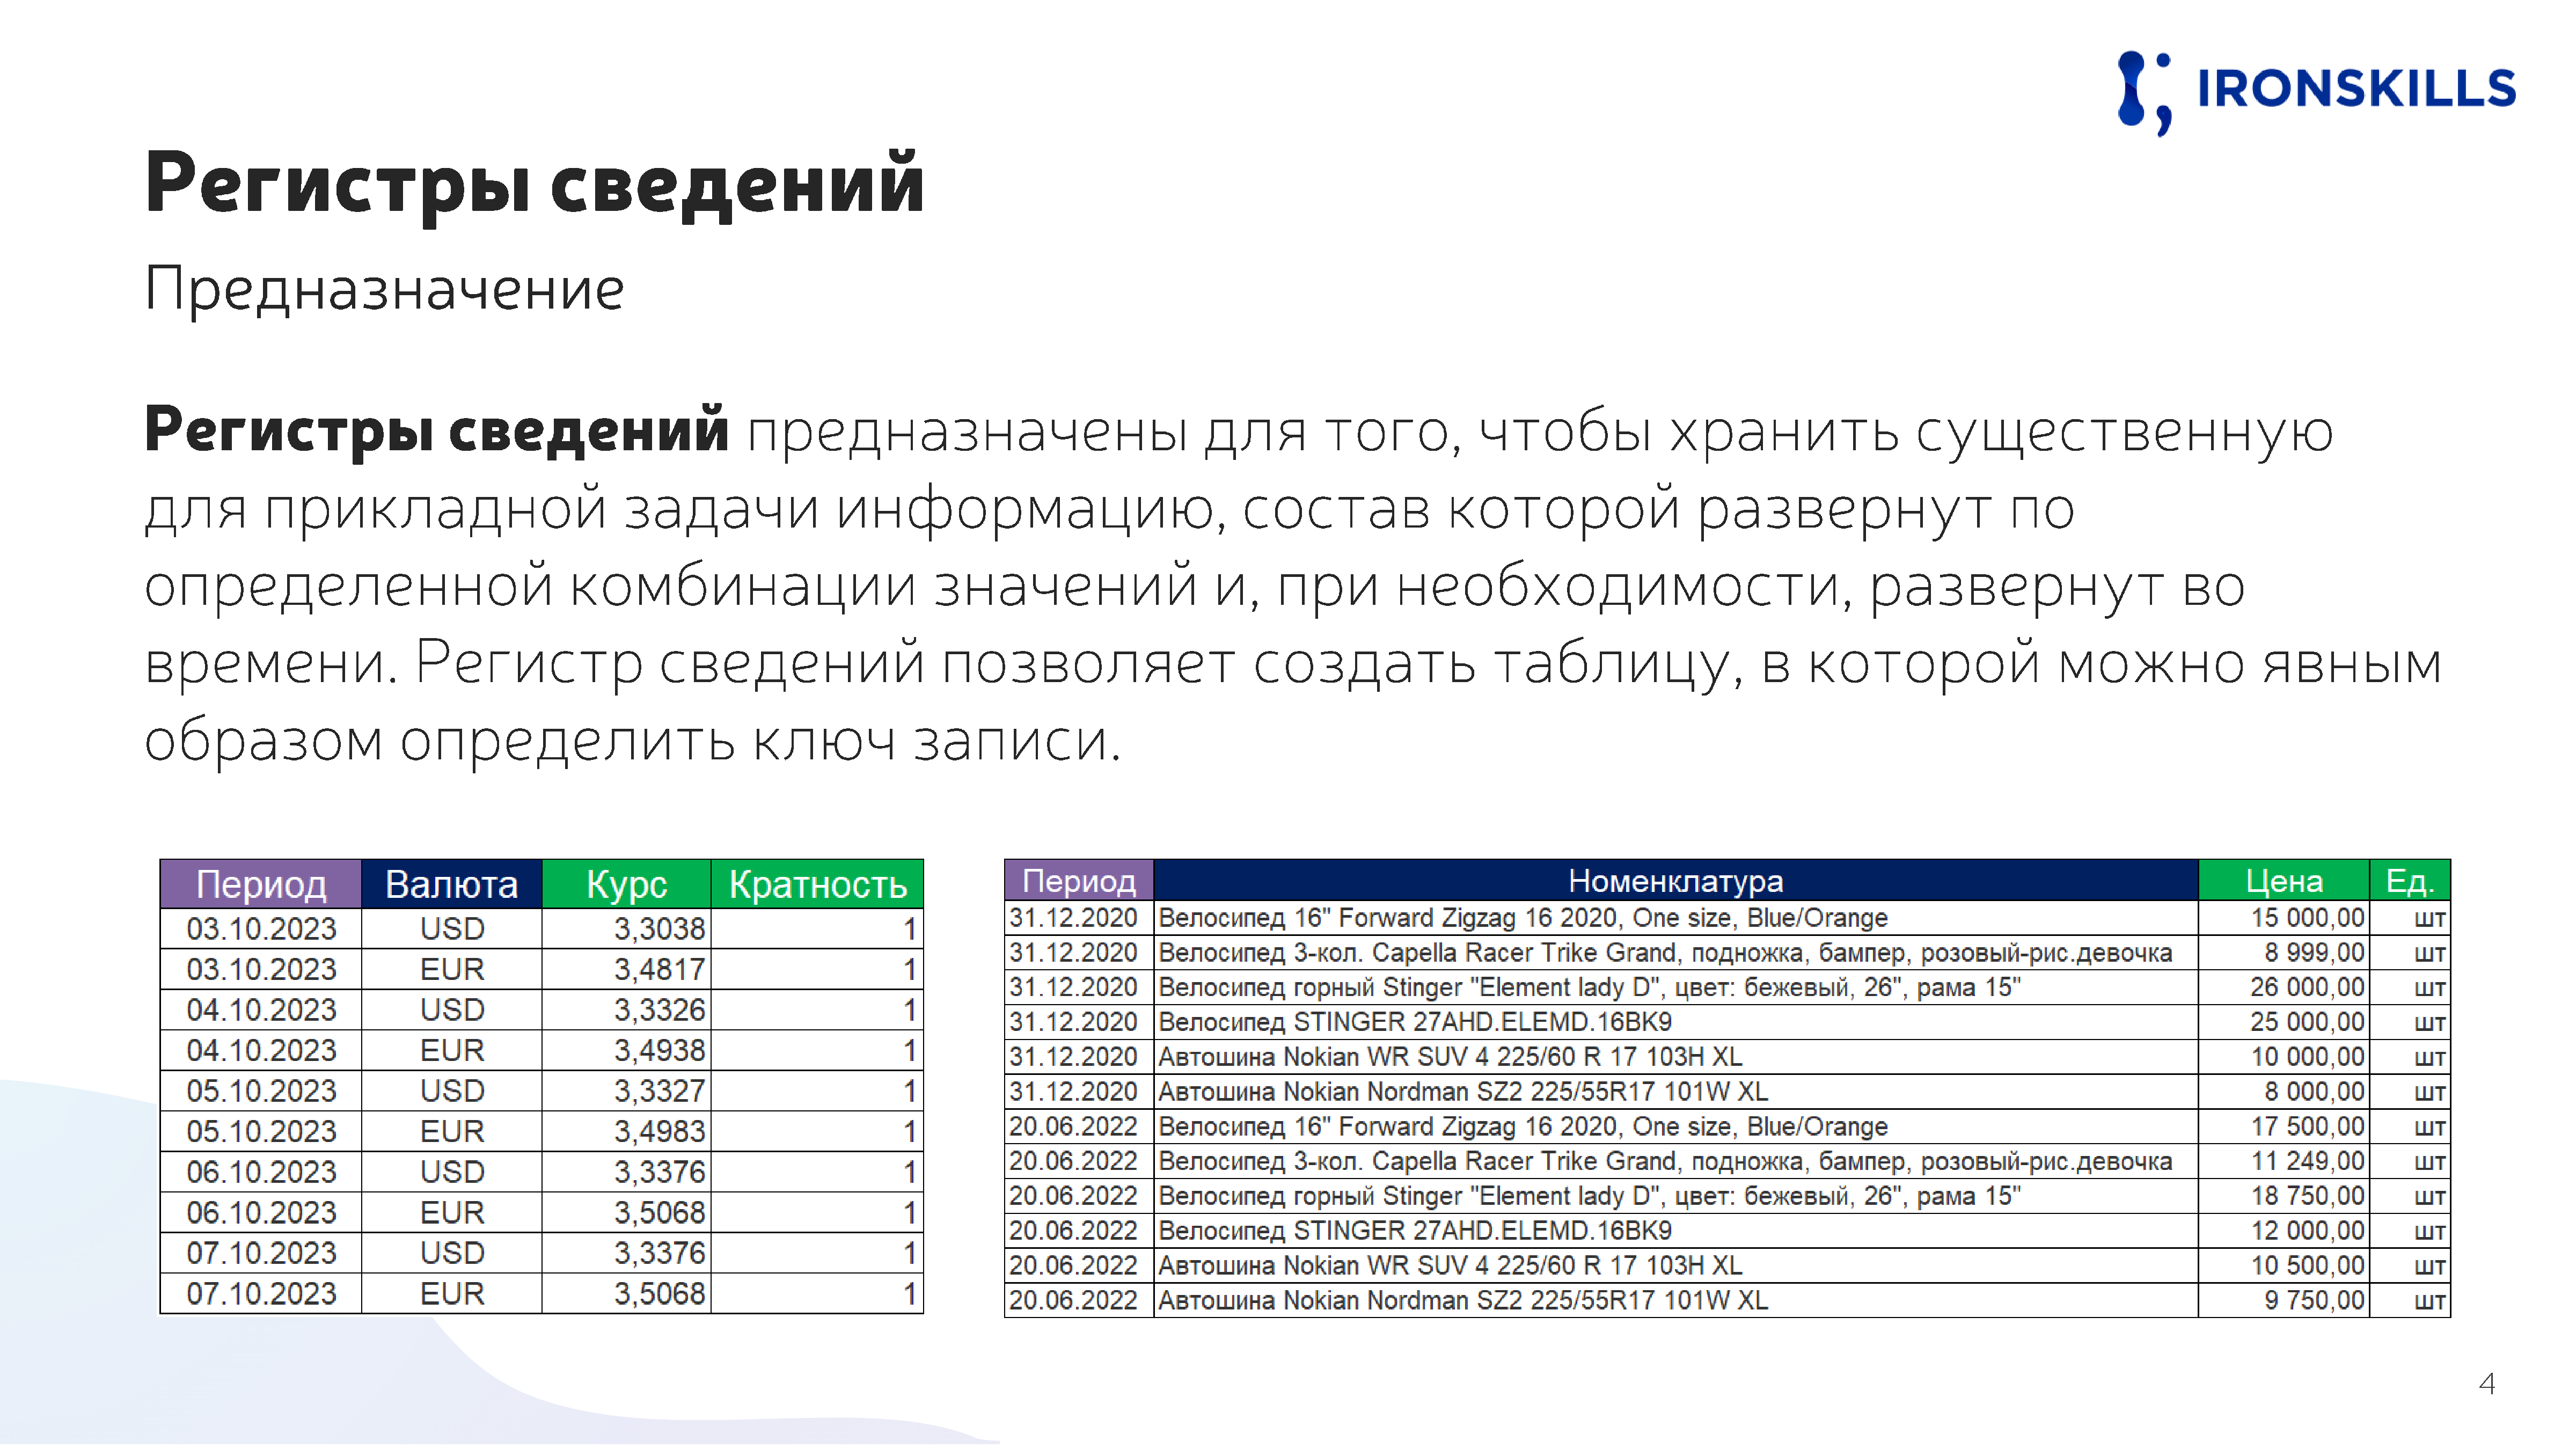 IRONSKILLS
Регистры сведений
Предназначение
Регистры сведений предназначены для того, чтобы хранить существенную
для прикладной задачи информацию, состав которой развернут по
определенной комбинации значений и, при необходимости, развернут во
времени. Регистр сведений позволяет создать таблицу, в которой можно явным
образом определить ключ записи.
Период Валюта Курс Кратность
03.10.2023 USD 3,3038 1
03.10.2023 EUR 3,4817 1
04.10.2023 USD 3,3326 1
04.10.2023 EUR 3,4938 1
05.10.2023 USD 3,3327 1
05.10.2023 EUR 3,4983 1
06.10.2023 USD 3,3376 1
06.10.2023 EUR 3,5068 1
07.10.2023 USD 3,3376 1
07.10.2023 EUR 3,5068 1
Период Номенклатура Цена Ед.
31.12.2020 Велосипед 16" Forward Zigzag 16 2020, One size, Blue/Orange 15 000,00 шт
31.12.2020 Велосипед 3-кол. Capella Racer Trike Grand, подножка, бампер, розовый-рис.девочка 8 999,00 шт
31.12.2020 Велосипед горный Stinger "Element lady D", цвет: бежевый, 26", рама 15" 26 000,00 шт
31.12.2020 Велосипед STINGER 27AHD.ELEMD.16BK9 25 000,00 шт
31.12.2020 Автошина Nokian WR SUV 4 225/60 R 17 103H XL 10 000,00 шт
31.12.2020 Автошина Nokian Nordman SZ2 225/55R17 101W XL 8 000,00 шт
20.06.2022 Велосипед 16" Forward Zigzag 16 2020, One size, Blue/Orange 17 500,00 шт
20.06.2022 Велосипед 3-кол. Capella Racer Trike Grand, подножка, бампер, розовый-рис.девочка 11 249,00 шт
20.06.2022 Велосипед горный Stinger "Element lady D", цвет: бежевый, 26", рама 15" 18 750,00 шт
20.06.2022 Велосипед STINGER 27AHD.ELEMD.16BK9 12 000,00 шт
20.06.2022 Автошина Nokian WR SUV 4 225/60 R 17 103H XL 10 500,00 шт
20.06.2022 Автошина Nokian Nordman SZ2 225/55R17 101W XL 9 750,00 шт
4